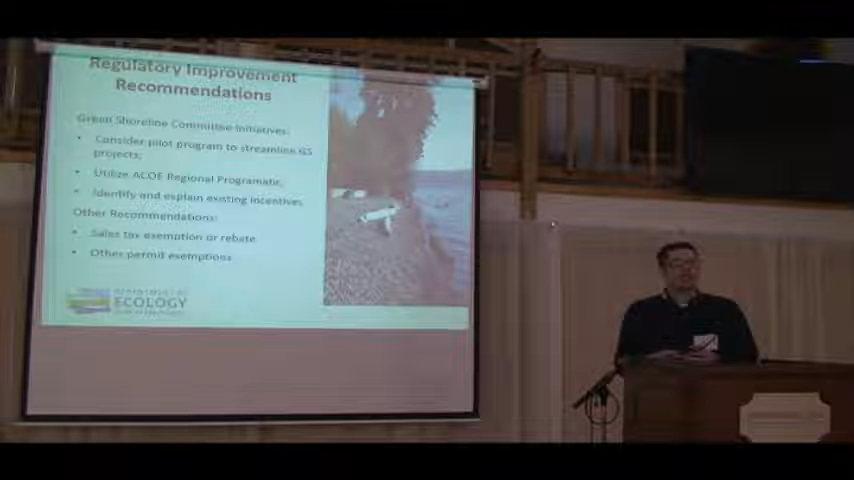 Regulatory Improvement
Recommendations
Green Shoreline Committee Initiatives:
• Consider pilot program to streamline GS
projects;
• Utilize ACOE Regional Programatic;
• Identify and explain existing incentives
Other Recommendations:
• Sales tax exemption or rebate
• Other permit exemptions
DEPARTMENT OF
ECOLOGY